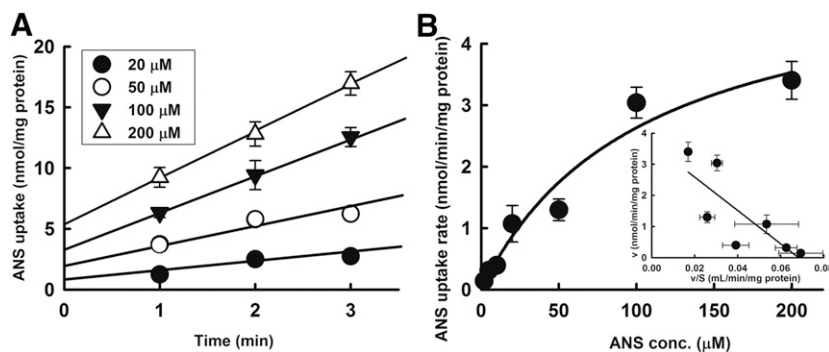 A
ANS uptake (nmol/mg protein)
20
15
10
5
0
20 μM
50 μM
100 μM
200 μM
0
1
2
3
Time (min)
B
ANS uptake rate (nmol/min/mg protein)
4
3
2
1
0
0
50
100
150
200
ANS conc. (μM)
v (nmol/min/mg protein)
4
3
2
1
0
0.00
0.02
0.04
0.06
0.08
v/S (mL/min/mg protein)